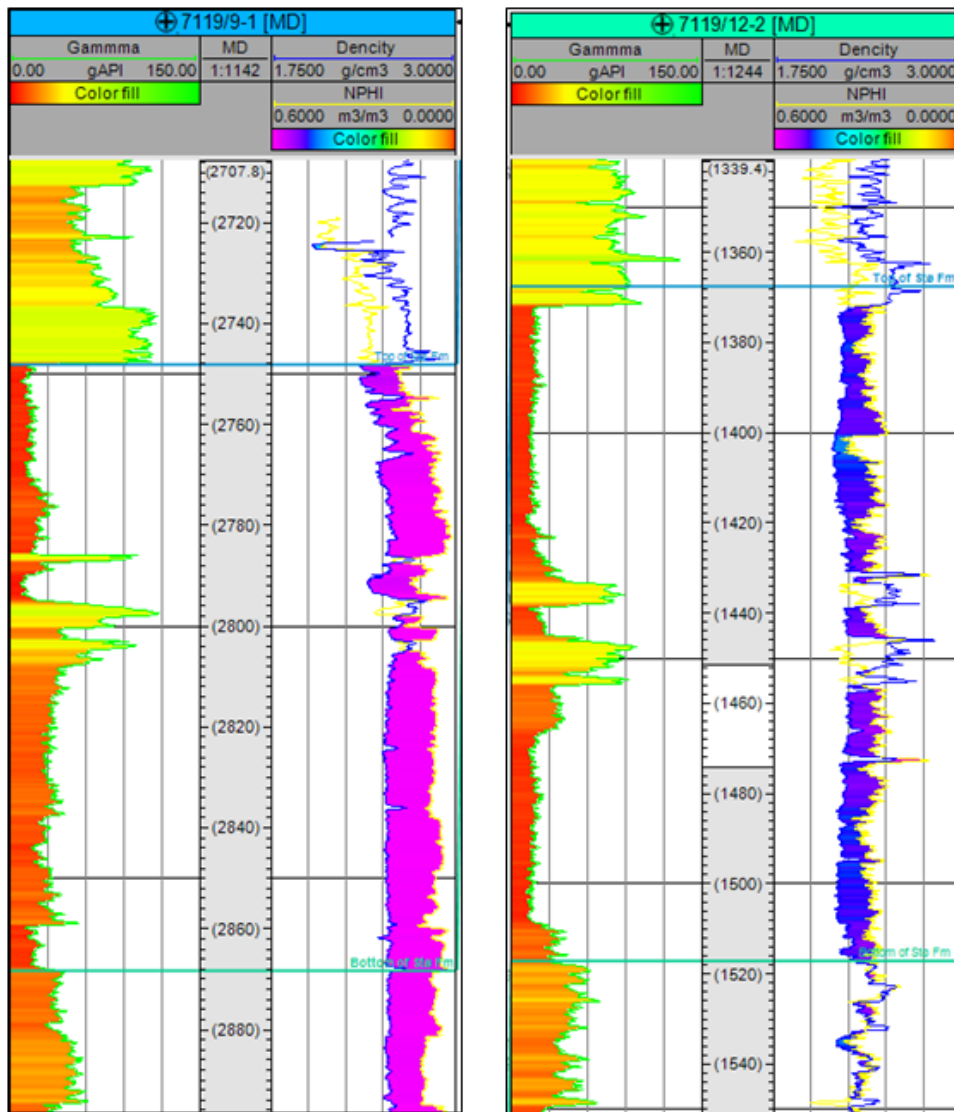 7119/9-1 [MD]
Gammma MD Dencity
0.00 gAPI 150.00 1:1142 1.7500 g/cm3 3.0000
Color fill NPHI
0.6000 m3/m3 0.0000
Color fill
(2707.8)
(2720)
(2740)
Top of Fm
(2760)
(2780)
(2800)
(2820)
(2840)
(2860)
Bottom of Stø Fm
(2880)
7119/12-2 [MD]
Gamma MD Density
0.00 gAPI 150.00 1:1244 1.7500 g/cm3 3.0000
Color fill NPHI
0.6000 m3/m3 0.0000
Color fill
(1339.4)
(1360)
Top of Stø Fm
(1380)
(1400)
(1420)
(1440)
(1460)
(1480)
(1500)
Bottom of Stø Fm
(1520)
(1540)